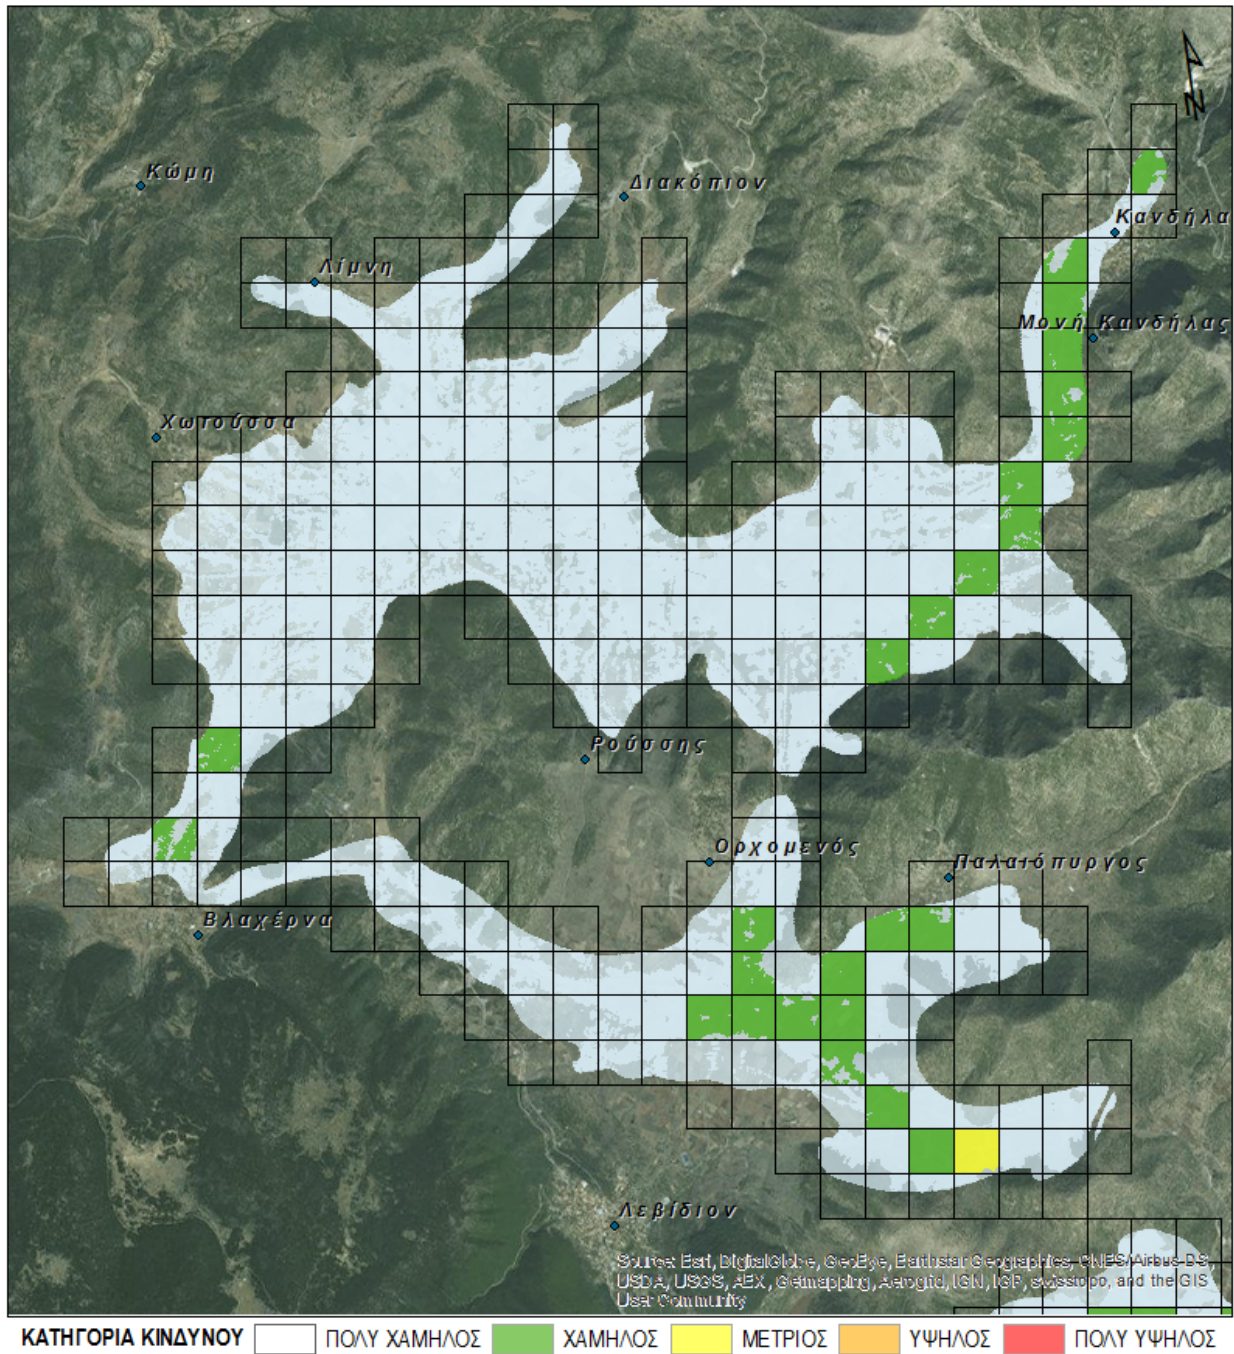 N
Κώμη
Διακόπιον
Κανδήλα
Λίμνη
Μονή Κανδήλας
Χωτούσσα
Ρούσσης
Ορχομενός
Παλαιόπυργος
Βλαχέρνα
Λεβίδιον
Source: Esri, DigitalGlobe, GeoEye, Earthstar Geographics, CNES/Airbus DS,
USDA, USGS, AEX, Getmapping, Aerogrid, IGN, IGP, swisstopo, and the GIS
User Community
ΚΑΤΗΓΟΡΙΑ ΚΙΝΔΥΝΟΥ ΠΟΛΥ ΧΑΜΗΛΟΣ ΧΑΜΗΛΟΣ ΜΕΤΡΙΟΣ ΥΨΗΛΟΣ ΠΟΛΥ ΥΨΗΛΟΣ